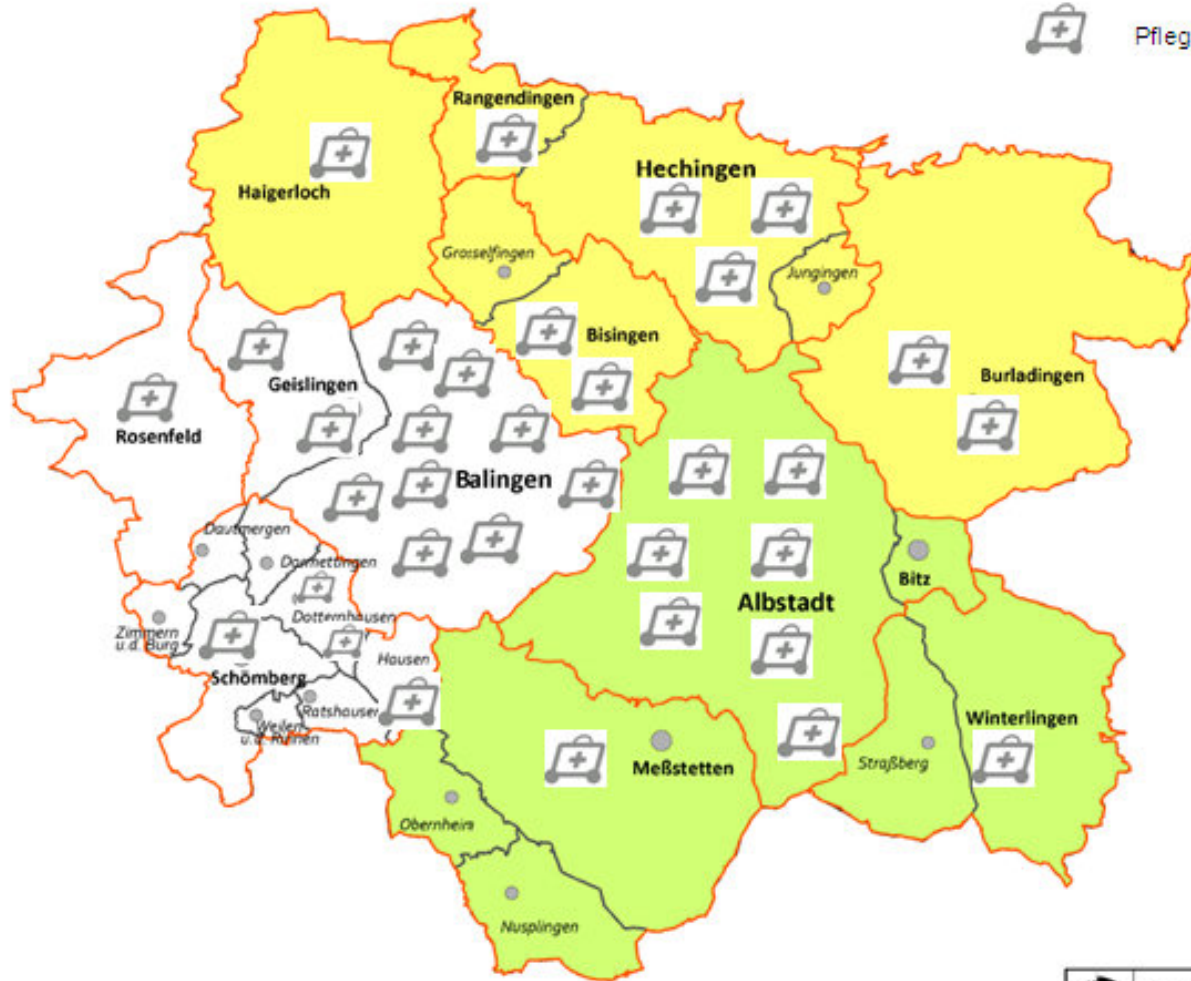 Pfleg
Rangendingen
Hechingen
Haigerloch
Grosselfingen
Jungingen
Bisingen
Burladingen
Geislingen
Rosenfeld
Balingen
Dautmergen
Dormettingen
Bitz
Albstadt
Dotternhausen
Zimmern
u.d. Burg
Hausen
Schömberg
Ratshausen
Weilen
u.d. Rinnen
Winterlingen
Meßstetten
Straßberg
Obernheim
Nusplingen